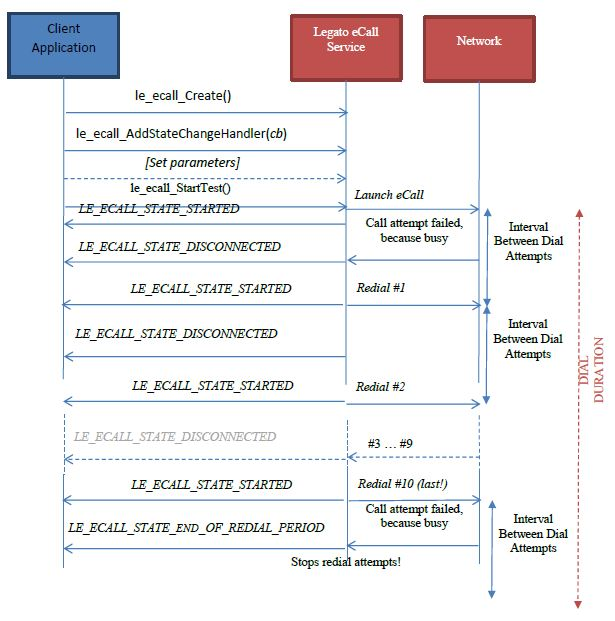 Client
Application
Legato eCall
Service
Network
le_ecall_Create()
le_ecall_AddStateChangeHandler(cb)
[Set parameters]
le_ecall_StartTest()
Launch eCall
LE_ECALL_STATE_STARTED
Call attempt failed,
because busy
Interval
Between Dial
Attempts
LE_ECALL_STATE_DISCONNECTED
LE_ECALL_STATE_STARTED
Redial #1
Interval
Between Dial
Attempts
LE_ECALL_STATE_DISCONNECTED
DIAL
DURATION
LE_ECALL_STATE_STARTED
Redial #2
LE_ECALL_STATE_DISCONNECTED
#3 … #9
LE_ECALL_STATE_STARTED
Redial #10 (last!)
Call attempt failed,
because busy
Interval
Between Dial
Attempts
LE_ECALL_STATE_END_OF_REDIAL_PERIOD
Stops redial attempts!